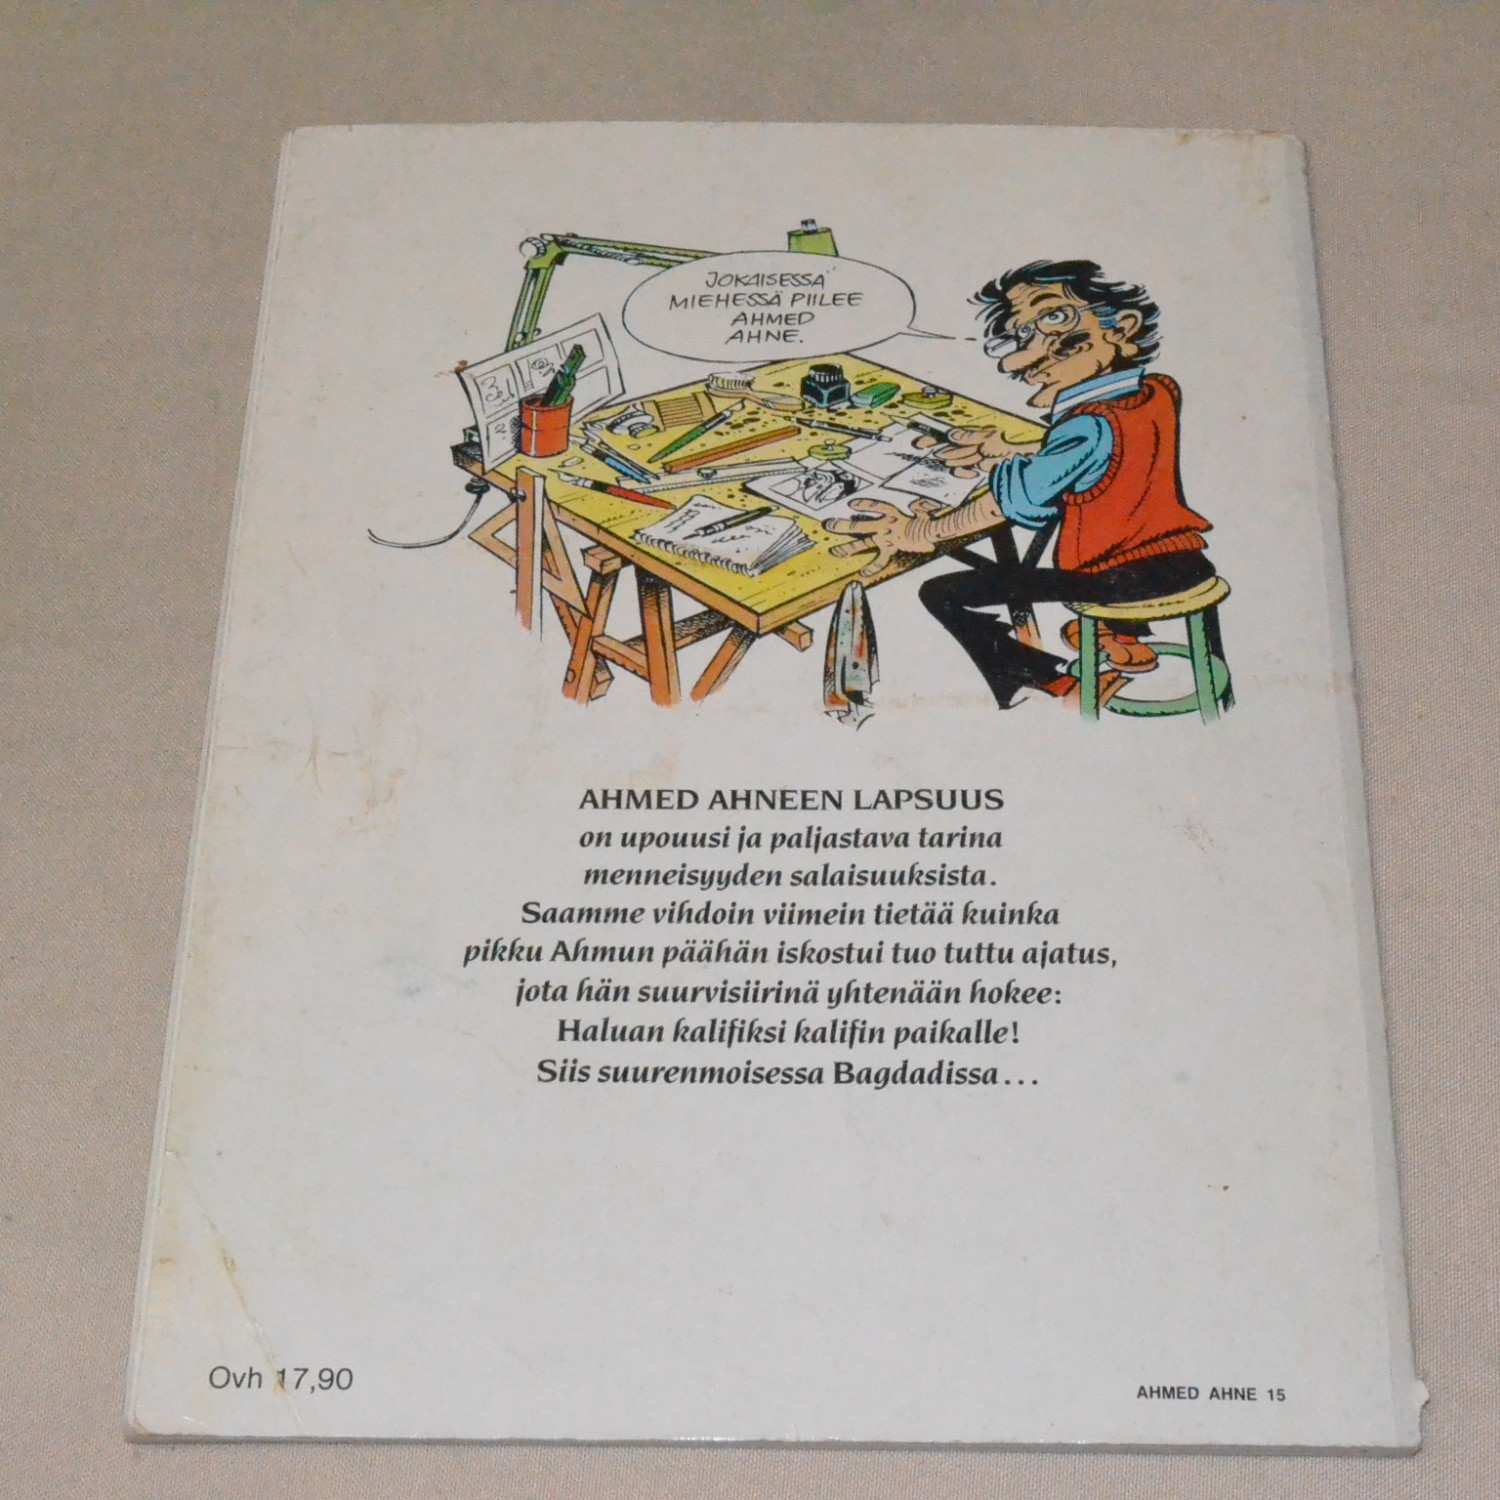 JOKAISESSA
MIEHESSÄ PIILEE
AHMED
AHNE.
AHMED AHNEEN LAPSUUS
on upouusi ja paljastava tarina
menneisyyden salaisuuksista.
Saamme vihdoin viimein tietää kuinka
pikku Ahmun päähän iskostui tuo tuttu ajatus,
jota hän suurvisiirinä yhtenään hokee:
Haluan kalifiksi kalifin paikalle!
Siis suurenmoisessa Bagdadissa...
Ovh 17,90
AHMED AHNE 15